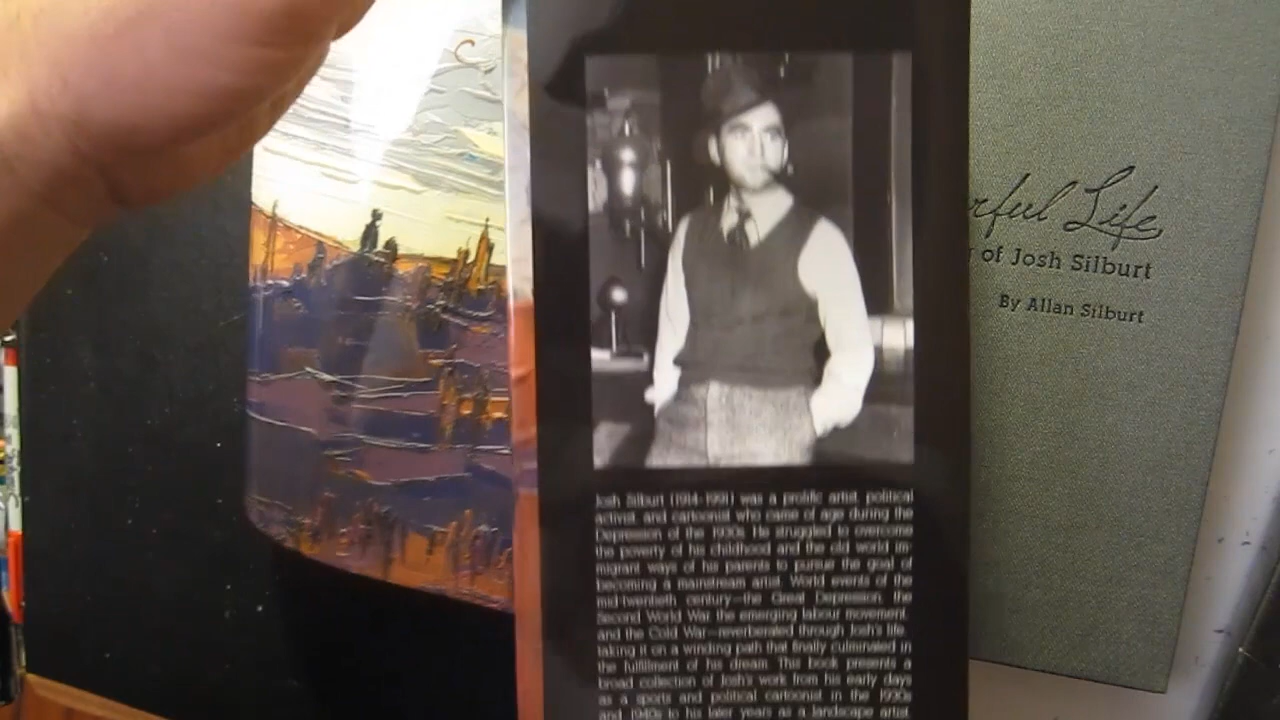 Josh Silburt (1914-1991) was a prolific artist, political
activist, and cartoonist who came of age during the
Depression of the 1930s. He struggled to overcome
the poverty of his childhood and the old world im-
migrant ways of his parents to pursue the goal of
becoming a mainstream artist. World events of the
mid-twentieth century—the Great Depression, the
Second World War, the emerging labour movement,
and the Cold War—reverberated through Josh's life,
taking it on a winding path that finally culminated in
the fulfillment of his dream. This book presents a
broad collection of Josh's work from his early days
as a sports and political cartoonist in the 1930s
and 1940s to his later years as a landscape artist.
rful Life
of Josh Silburt
By Allan Silburt